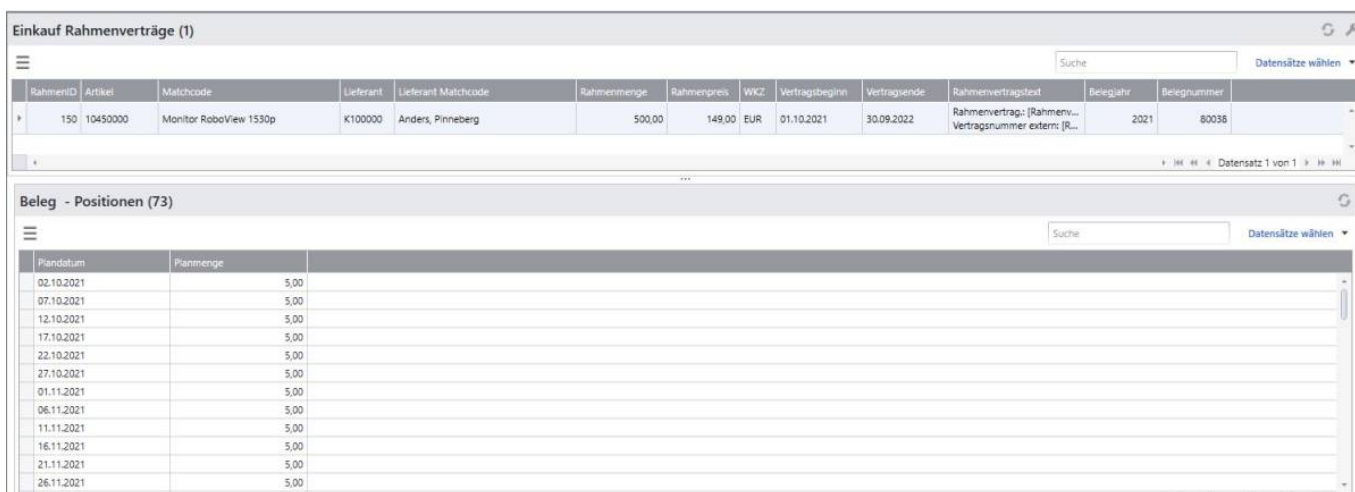 Einkauf Rahmenverträge (1)
Suche Datensätze wählen
RahmenID Artikel Matchcode Lieferant Lieferant Matchcode Rahmenmenge Rahmenpreis WKZ Vertragsbeginn Vertragsende Rahmenvertragstext Belegjahr Belegnummer
150 10450000 Monitor RoboView 1530p K100000 Anders, Pinneberg 500,00 149,00 EUR 01.10.2021 30.09.2022 Rahmenvertrag.: [Rahmenv... 2021 80038
Vertragsnummer extern: [R...
Datensatz 1 von 1
Beleg - Positionen (73)
Suche Datensätze wählen
Plandatum Planmenge
02.10.2021 5,00
07.10.2021 5,00
12.10.2021 5,00
17.10.2021 5,00
22.10.2021 5,00
27.10.2021 5,00
01.11.2021 5,00
06.11.2021 5,00
11.11.2021 5,00
16.11.2021 5,00
21.11.2021 5,00
26.11.2021 5,00